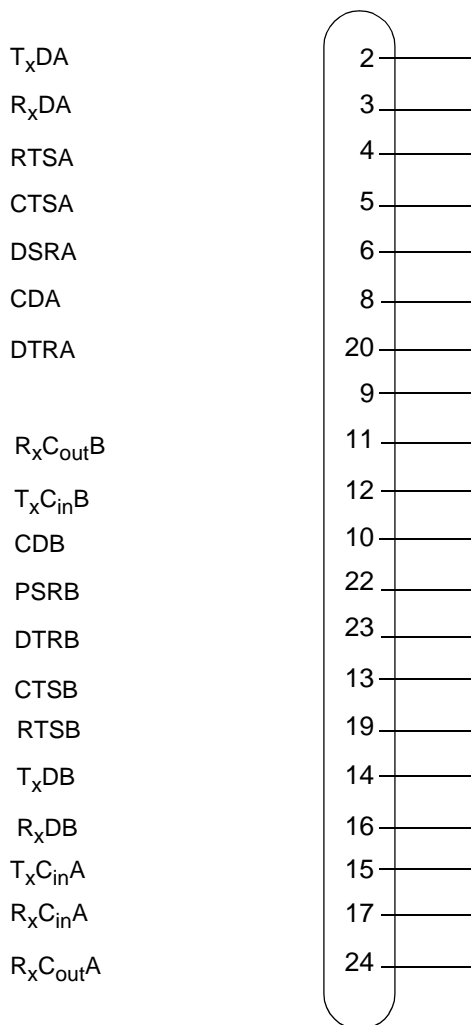 TxDA 2
RxDA 3
RTSA 4
CTSA 5
DSRA 6
CDA 8
DTRA 20
9
RxCoutB 11
TxCinB 12
CDB 10
PSRB 22
DTRB 23
CTSB 13
RTSB 19
TxDB 14
RxDB 16
TxCinA 15
RxCinA 17
RxCoutA 24